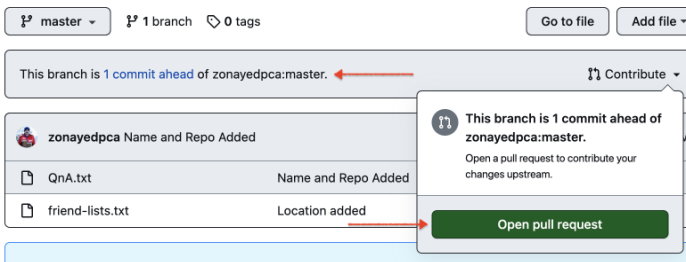 master
1 branch
0 tags
Go to file
Add file
This branch is 1 commit ahead of zonayedpca:master.
Contribute
This branch is 1 commit ahead of
zonayedpca:master.
Open a pull request to contribute your
changes upstream.
Open pull request
zonayedpca Name and Repo Added
QnA.txt
Name and Repo Added
friend-lists.txt
Location added